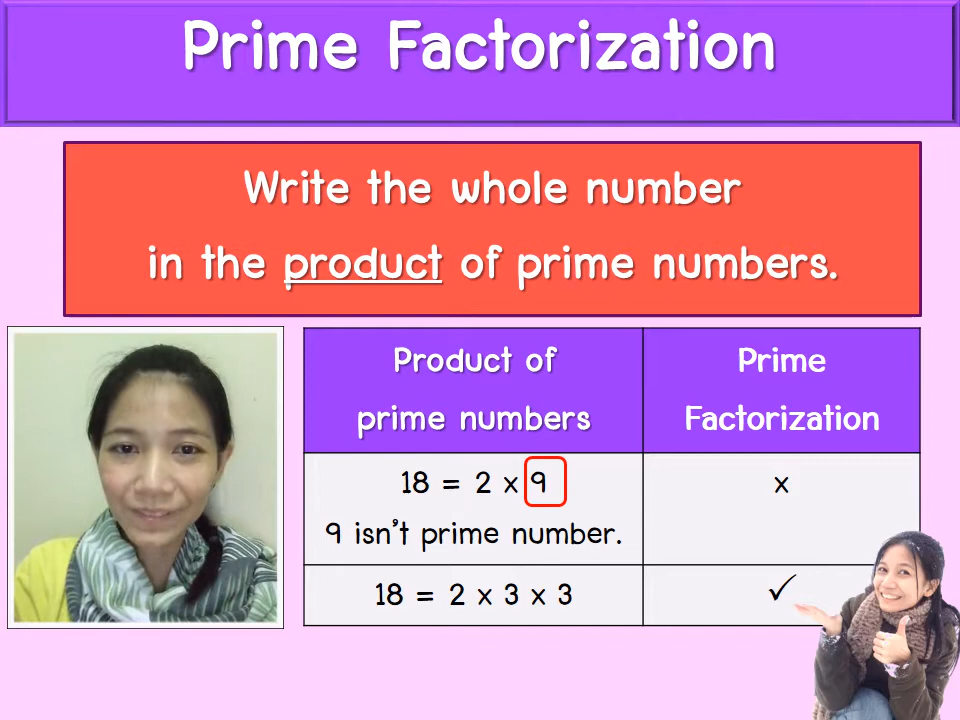 Prime Factorization
Write the whole number
in the product of prime numbers.
Product of
prime numbers
Prime
Factorization
18 = 2 x 9
x
9 isn't prime number.
18 = 2 x 3 x 3
✓